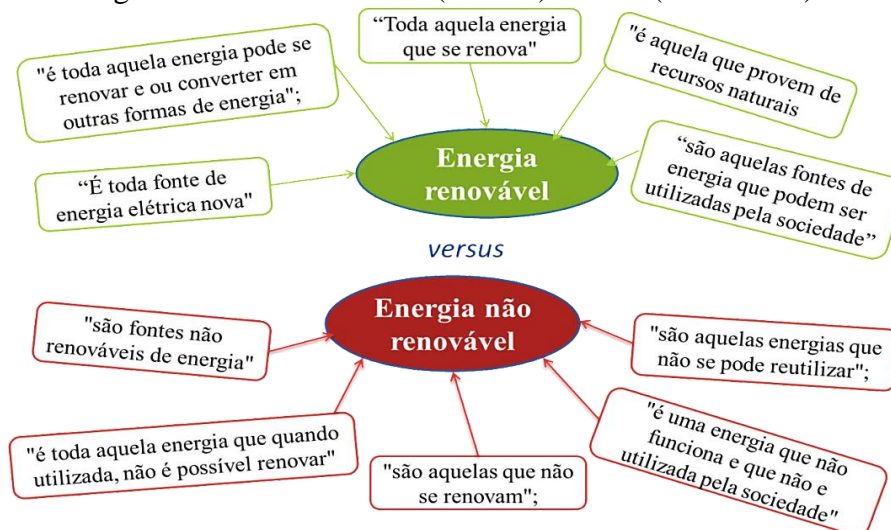 “Toda aquela energia
que se renova"
"é toda aquela energia pode se
renovar e ou converter em
outras formas de energia";
"é aquela que provem de
recursos naturais
“É toda fonte de
energia elétrica nova"
Energia
renovável
“são aquelas fontes de
energia que podem ser
utilizadas pela sociedade”
versus
Energia não
renovável
"são fontes não
renováveis de energia"
"são aquelas energias que
não se pode reutilizar";
"é toda aquela energia que quando
utilizada, não é possível renovar"
"são aquelas que não
se renovam";
"é uma energia que não
funciona e que não e
utilizada pela sociedade"